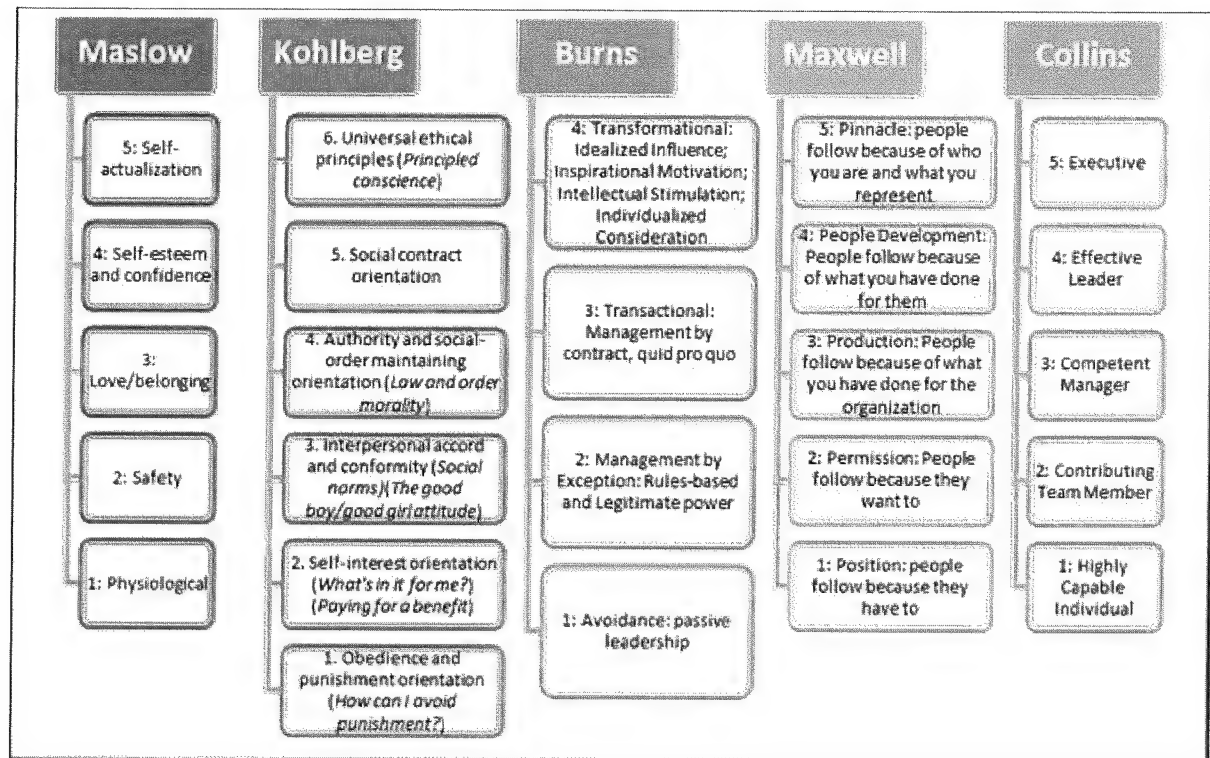 Maslow
5: Self-
actualization
4: Self-esteem
and confidence
3:
Love/belonging
2: Safety
1: Physiological
Kohlberg
6. Universal ethical
principles (Principled
conscience)
5. Social contract
orientation
4. Authority and social-
order maintaining
orientation (Law and order
morality)
3. Interpersonal accord
and conformity (Social
norms)(The good
boy/good girl attitude)
2. Self-interest orientation
(What's in it for me?)
(Paying for a benefit)
1. Obedience and
punishment orientation
(How can I avoid
punishment?)
Burns
4: Transformational:
Idealized Influence;
Inspirational Motivation;
Intellectual Stimulation;
Individualized
Consideration
3: Transactional:
Management by
contract, quid pro quo
2: Management by
Exception: Rules-based
and Legitimate power
1: Avoidance: passive
leadership
Maxwell
5: Pinnacle: people
follow because of who
you are and what you
represent
4: People Development:
People follow because
of what you have done
for them
3: Production: People
follow because of what
you have done for the
organization
2: Permission: People
follow because they
want to
1: Position: people
follow because they
have to
Collins
5: Executive
4: Effective
Leader
3: Competent
Manager
2: Contributing
Team Member
1: Highly
Capable
Individual